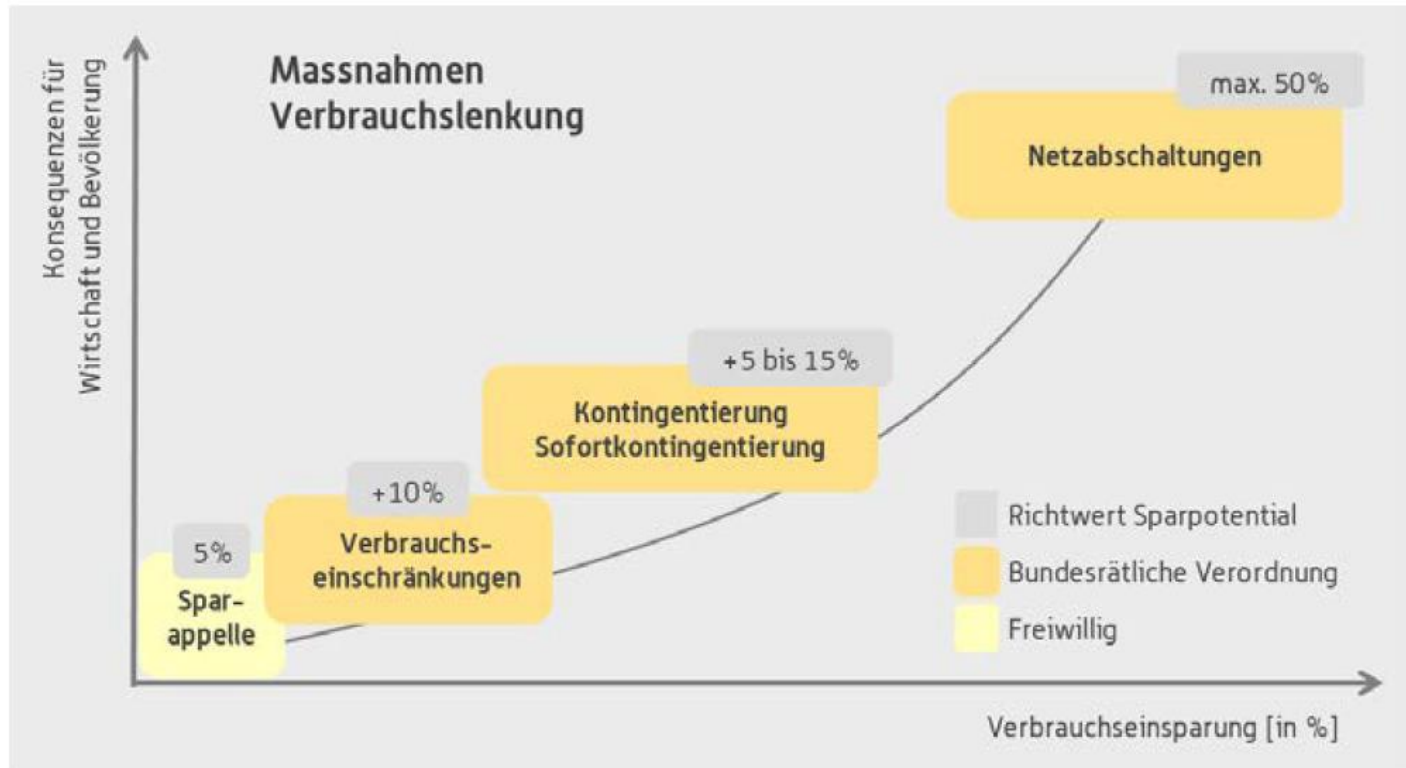 Konsequenzen für
Wirtschaft und Bevölkerung
Massnahmen
Verbrauchslenkung
max. 50%
Netzabschaltungen
+5 bis 15%
Kontingentierung
Sofortkontingentierung
+10%
Verbrauchs-
einschränkungen
5%
Spar-
appelle
Richtwert Sparpotential
Bundesrätliche Verordnung
Freiwillig
Verbrauchseinsparung [in %]